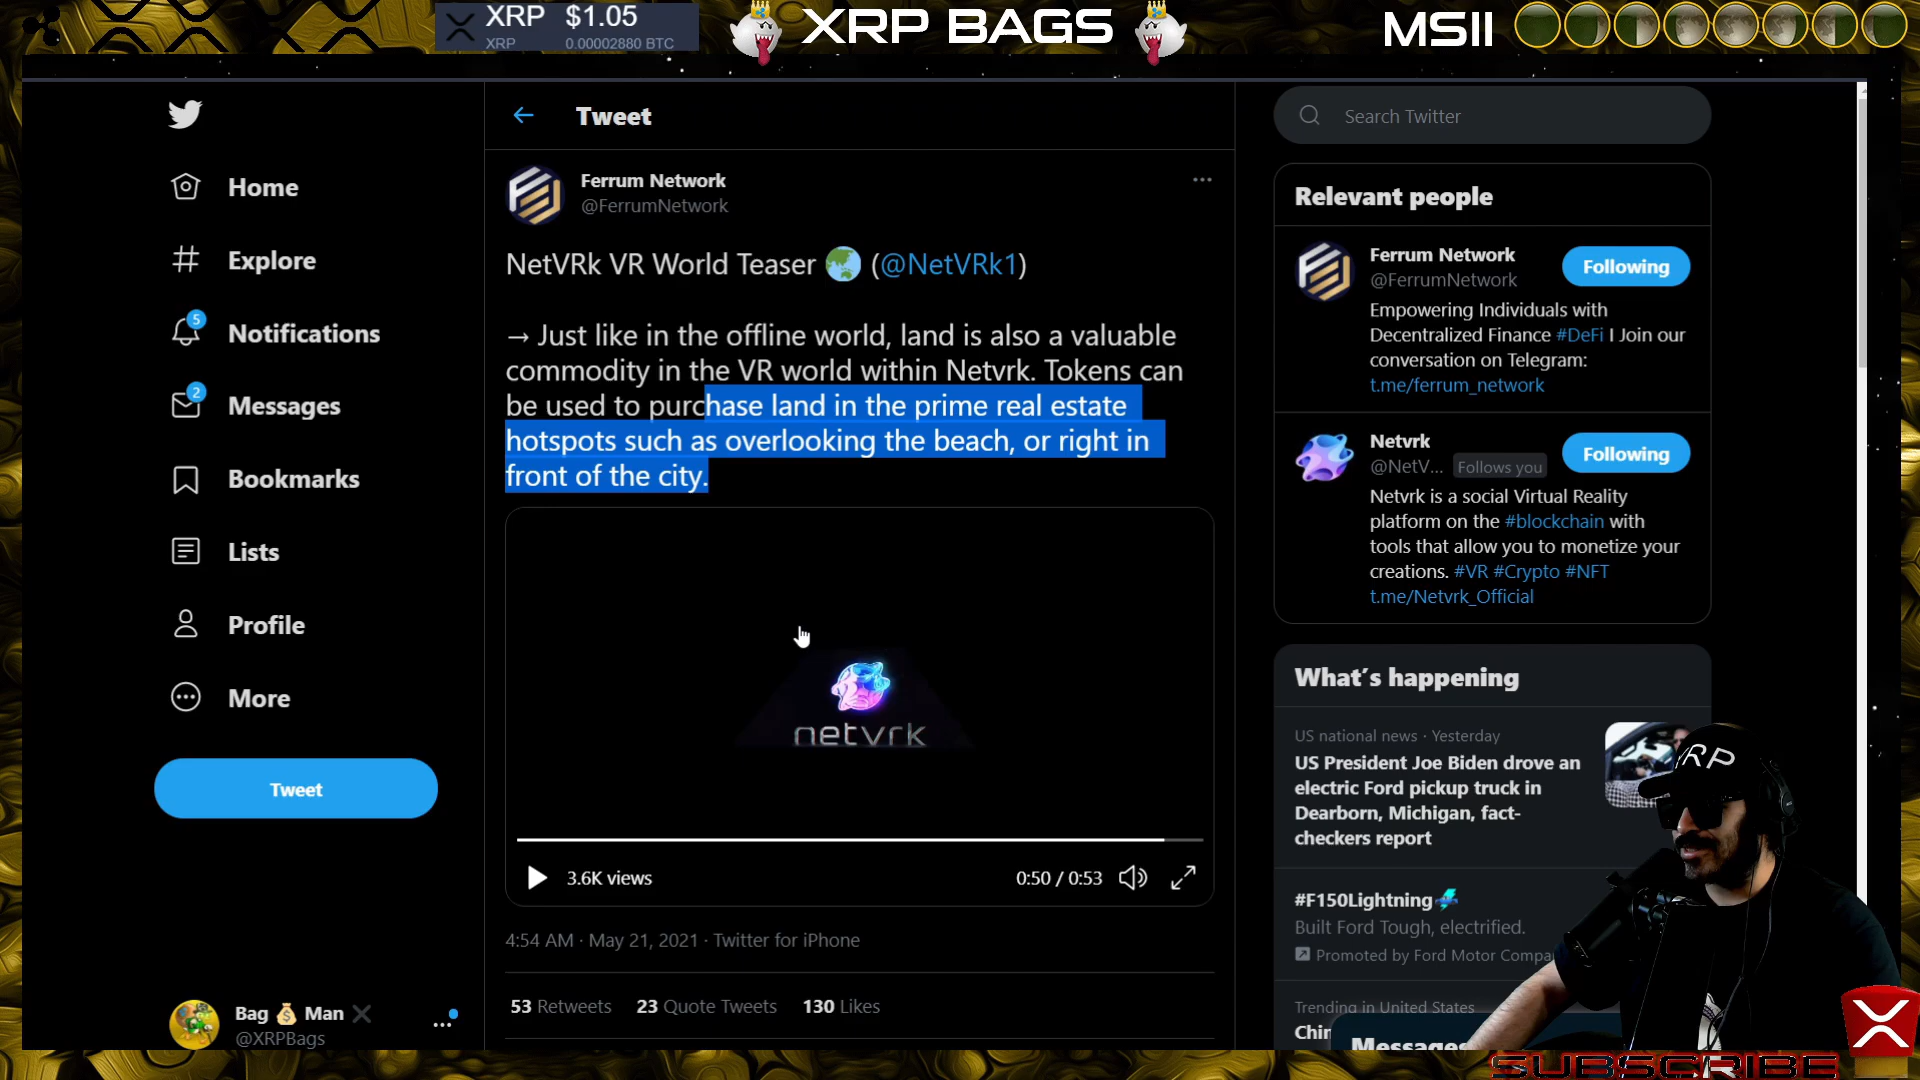 XRP $1.05
XRP 0.00002880 BTC
XRP BAGS
MSII
Tweet
Search Twitter
Home
Explore
5
Notifications
2
Messages
Bookmarks
Lists
Profile
More
Tweet
Bag 💰 Man
@XRPBags
Ferrum Network
@FerrumNetwork
NetVRk VR World Teaser 🌏 (@NetVRk1)
→ Just like in the offline world, land is also a valuable
commodity in the VR world within Netvrk. Tokens can
be used to purchase land in the prime real estate
hotspots such as overlooking the beach, or right in
front of the city.
netvrk
3.6K views
0:50 / 0:53
4:54 AM · May 21, 2021 · Twitter for iPhone
53 Retweets 23 Quote Tweets 130 Likes
Relevant people
Ferrum Network
@FerrumNetwork
Following
Empowering Individuals with
Decentralized Finance #DeFi I Join our
conversation on Telegram:
t.me/ferrum_network
Netvrk
@NetV... Follows you
Following
Netvrk is a social Virtual Reality
platform on the #blockchain with
tools that allow you to monetize your
creations. #VR #Crypto #NFT
t.me/Netvrk_Official
What's happening
US national news · Yesterday
US President Joe Biden drove an
electric Ford pickup truck in
Dearborn, Michigan, fact-
checkers report
#F150Lightning
Built Ford Tough, electrified.
Promoted by Ford Motor Compa
Trending in United States
Chin
Messages
XRP
SUBSCRIBE